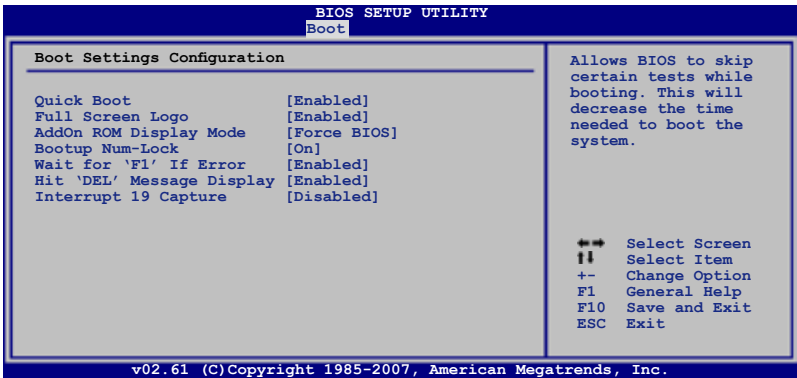 BIOS SETUP UTILITY
Boot
Boot Settings Configuration
Quick Boot [Enabled]
Full Screen Logo [Enabled]
AddOn ROM Display Mode [Force BIOS]
Bootup Num-Lock [On]
Wait for ‘F1’ If Error [Enabled]
Hit ‘DEL’ Message Display [Enabled]
Interrupt 19 Capture [Disabled]
Allows BIOS to skip
certain tests while
booting. This will
decrease the time
needed to boot the
system.
←→ Select Screen
↑↓ Select Item
+- Change Option
F1 General Help
F10 Save and Exit
ESC Exit
v02.61 (C)Copyright 1985-2007, American Megatrends, Inc.